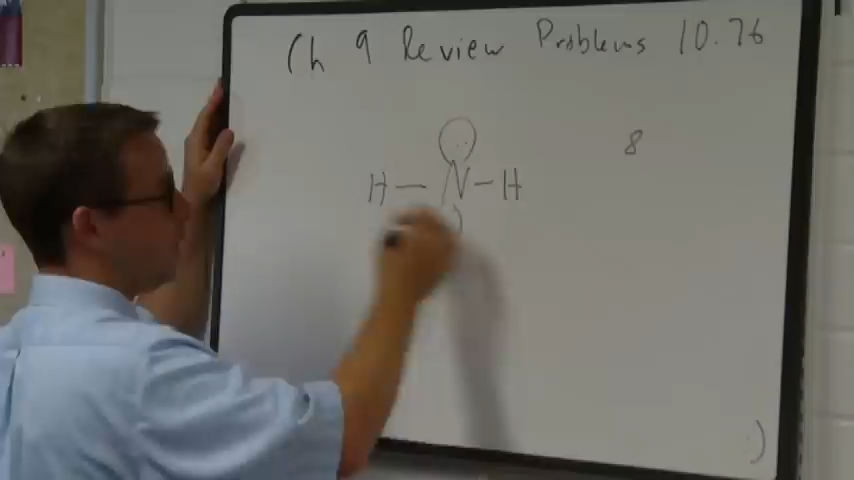 Ch 9 Review Problems 10.76
8
H — N — H